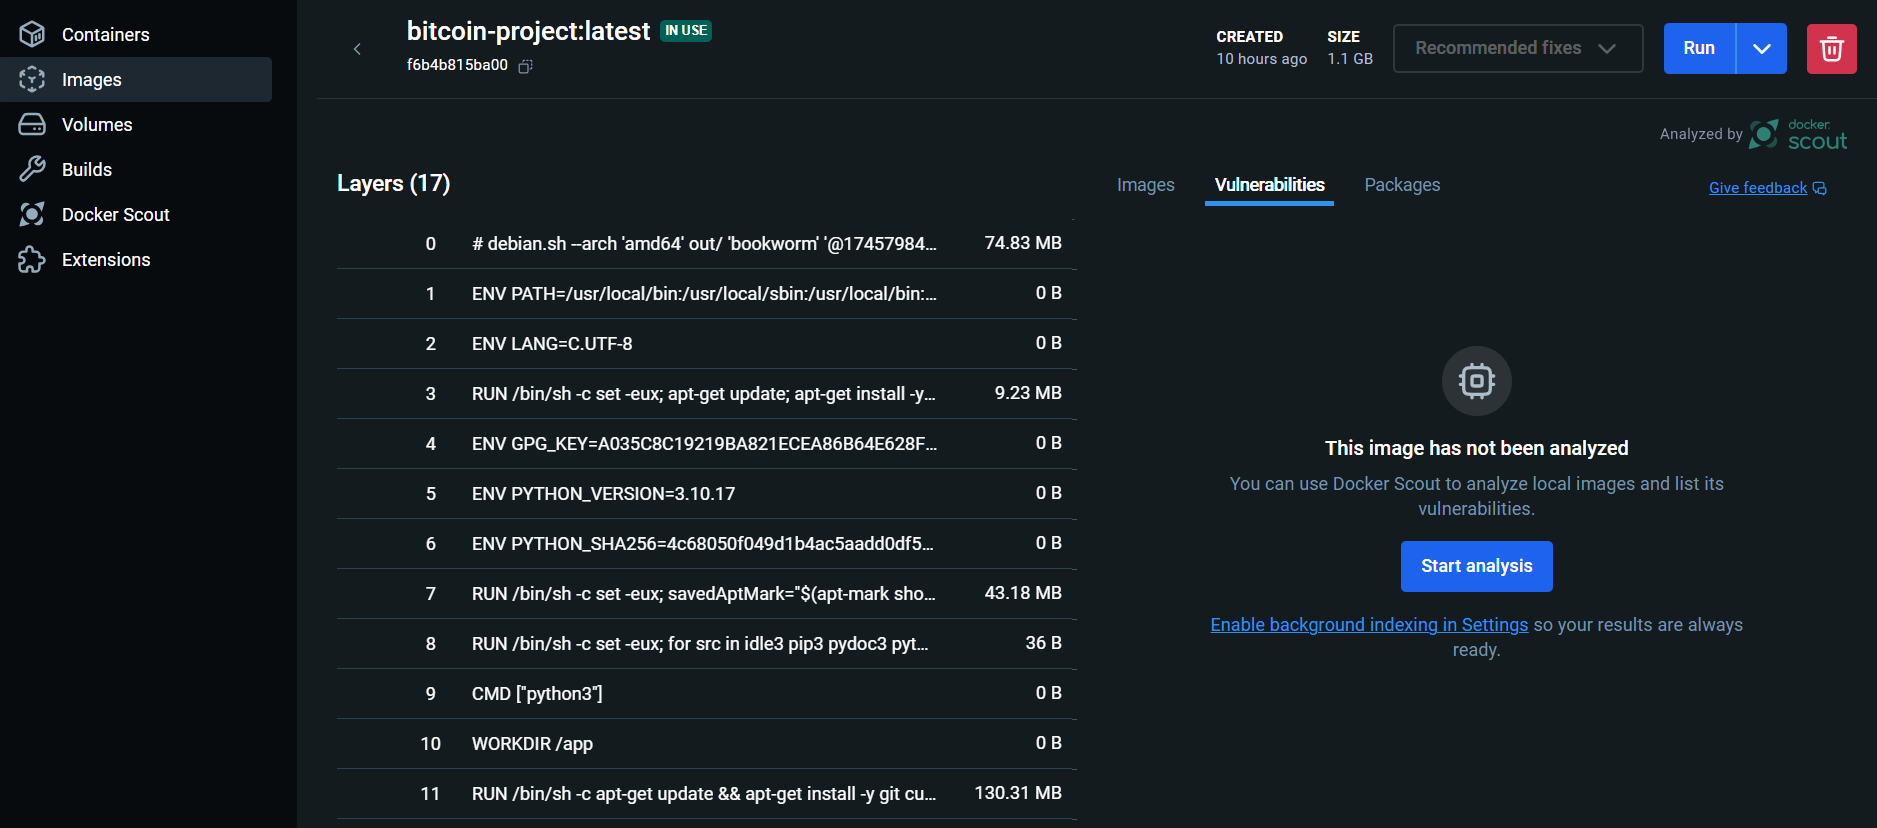 Containers
Images
Volumes
Builds
Docker Scout
Extensions
bitcoin-project:latest IN USE
f6b4b815ba00
CREATED
10 hours ago
SIZE
1.1 GB
Recommended fixes
Run
Analyzed by docker scout
Layers (17)
Images Vulnerabilities Packages
Give feedback
0 # debian.sh --arch 'amd64' out/ 'bookworm' '@17457984... 74.83 MB
1 ENV PATH=/usr/local/bin:/usr/local/sbin:/usr/local/bin:... 0 B
2 ENV LANG=C.UTF-8 0 B
3 RUN /bin/sh -c set -eux; apt-get update; apt-get install -y... 9.23 MB
4 ENV GPG_KEY=A035C8C19219BA821ECEA86B64E628F... 0 B
5 ENV PYTHON_VERSION=3.10.17 0 B
6 ENV PYTHON_SHA256=4c68050f049d1b4ac5aadd0df5... 0 B
7 RUN /bin/sh -c set -eux; savedAptMark="$(apt-mark sho... 43.18 MB
8 RUN /bin/sh -c set -eux; for src in idle3 pip3 pydoc3 pyt... 36 B
9 CMD ["python3"] 0 B
10 WORKDIR /app 0 B
11 RUN /bin/sh -c apt-get update && apt-get install -y git cu... 130.31 MB
This image has not been analyzed
You can use Docker Scout to analyze local images and list its
vulnerabilities.
Start analysis
Enable background indexing in Settings so your results are always
ready.